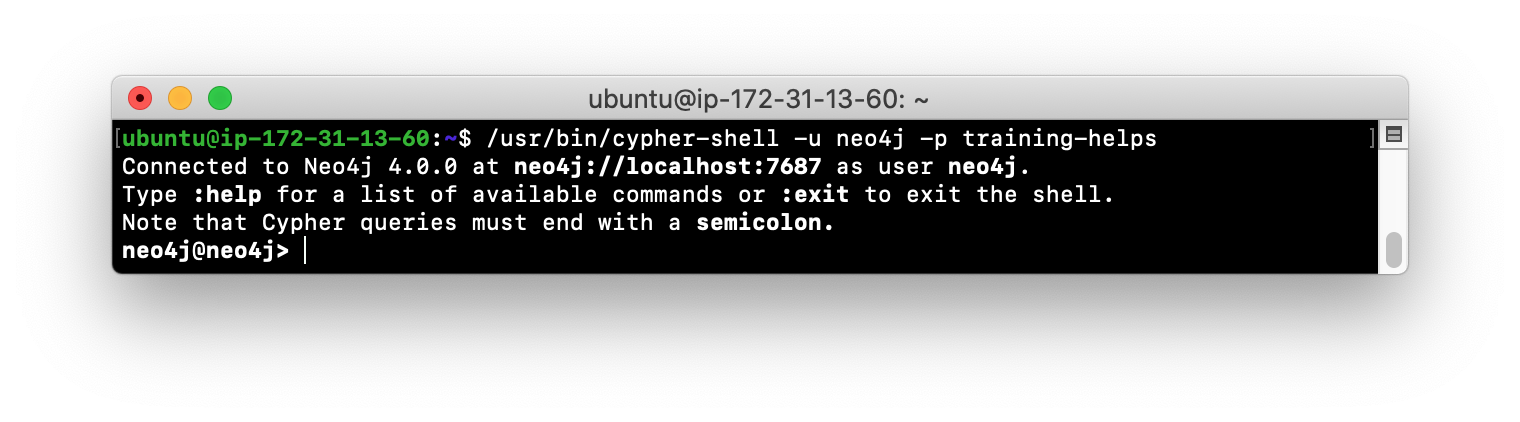 ubuntu@ip-172-31-13-60: ~
[ubuntu@ip-172-31-13-60:~$ /usr/bin/cypher-shell -u neo4j -p training-helps ]
Connected to Neo4j 4.0.0 at neo4j://localhost:7687 as user neo4j.
Type :help for a list of available commands or :exit to exit the shell.
Note that Cypher queries must end with a semicolon.
neo4j@neo4j>